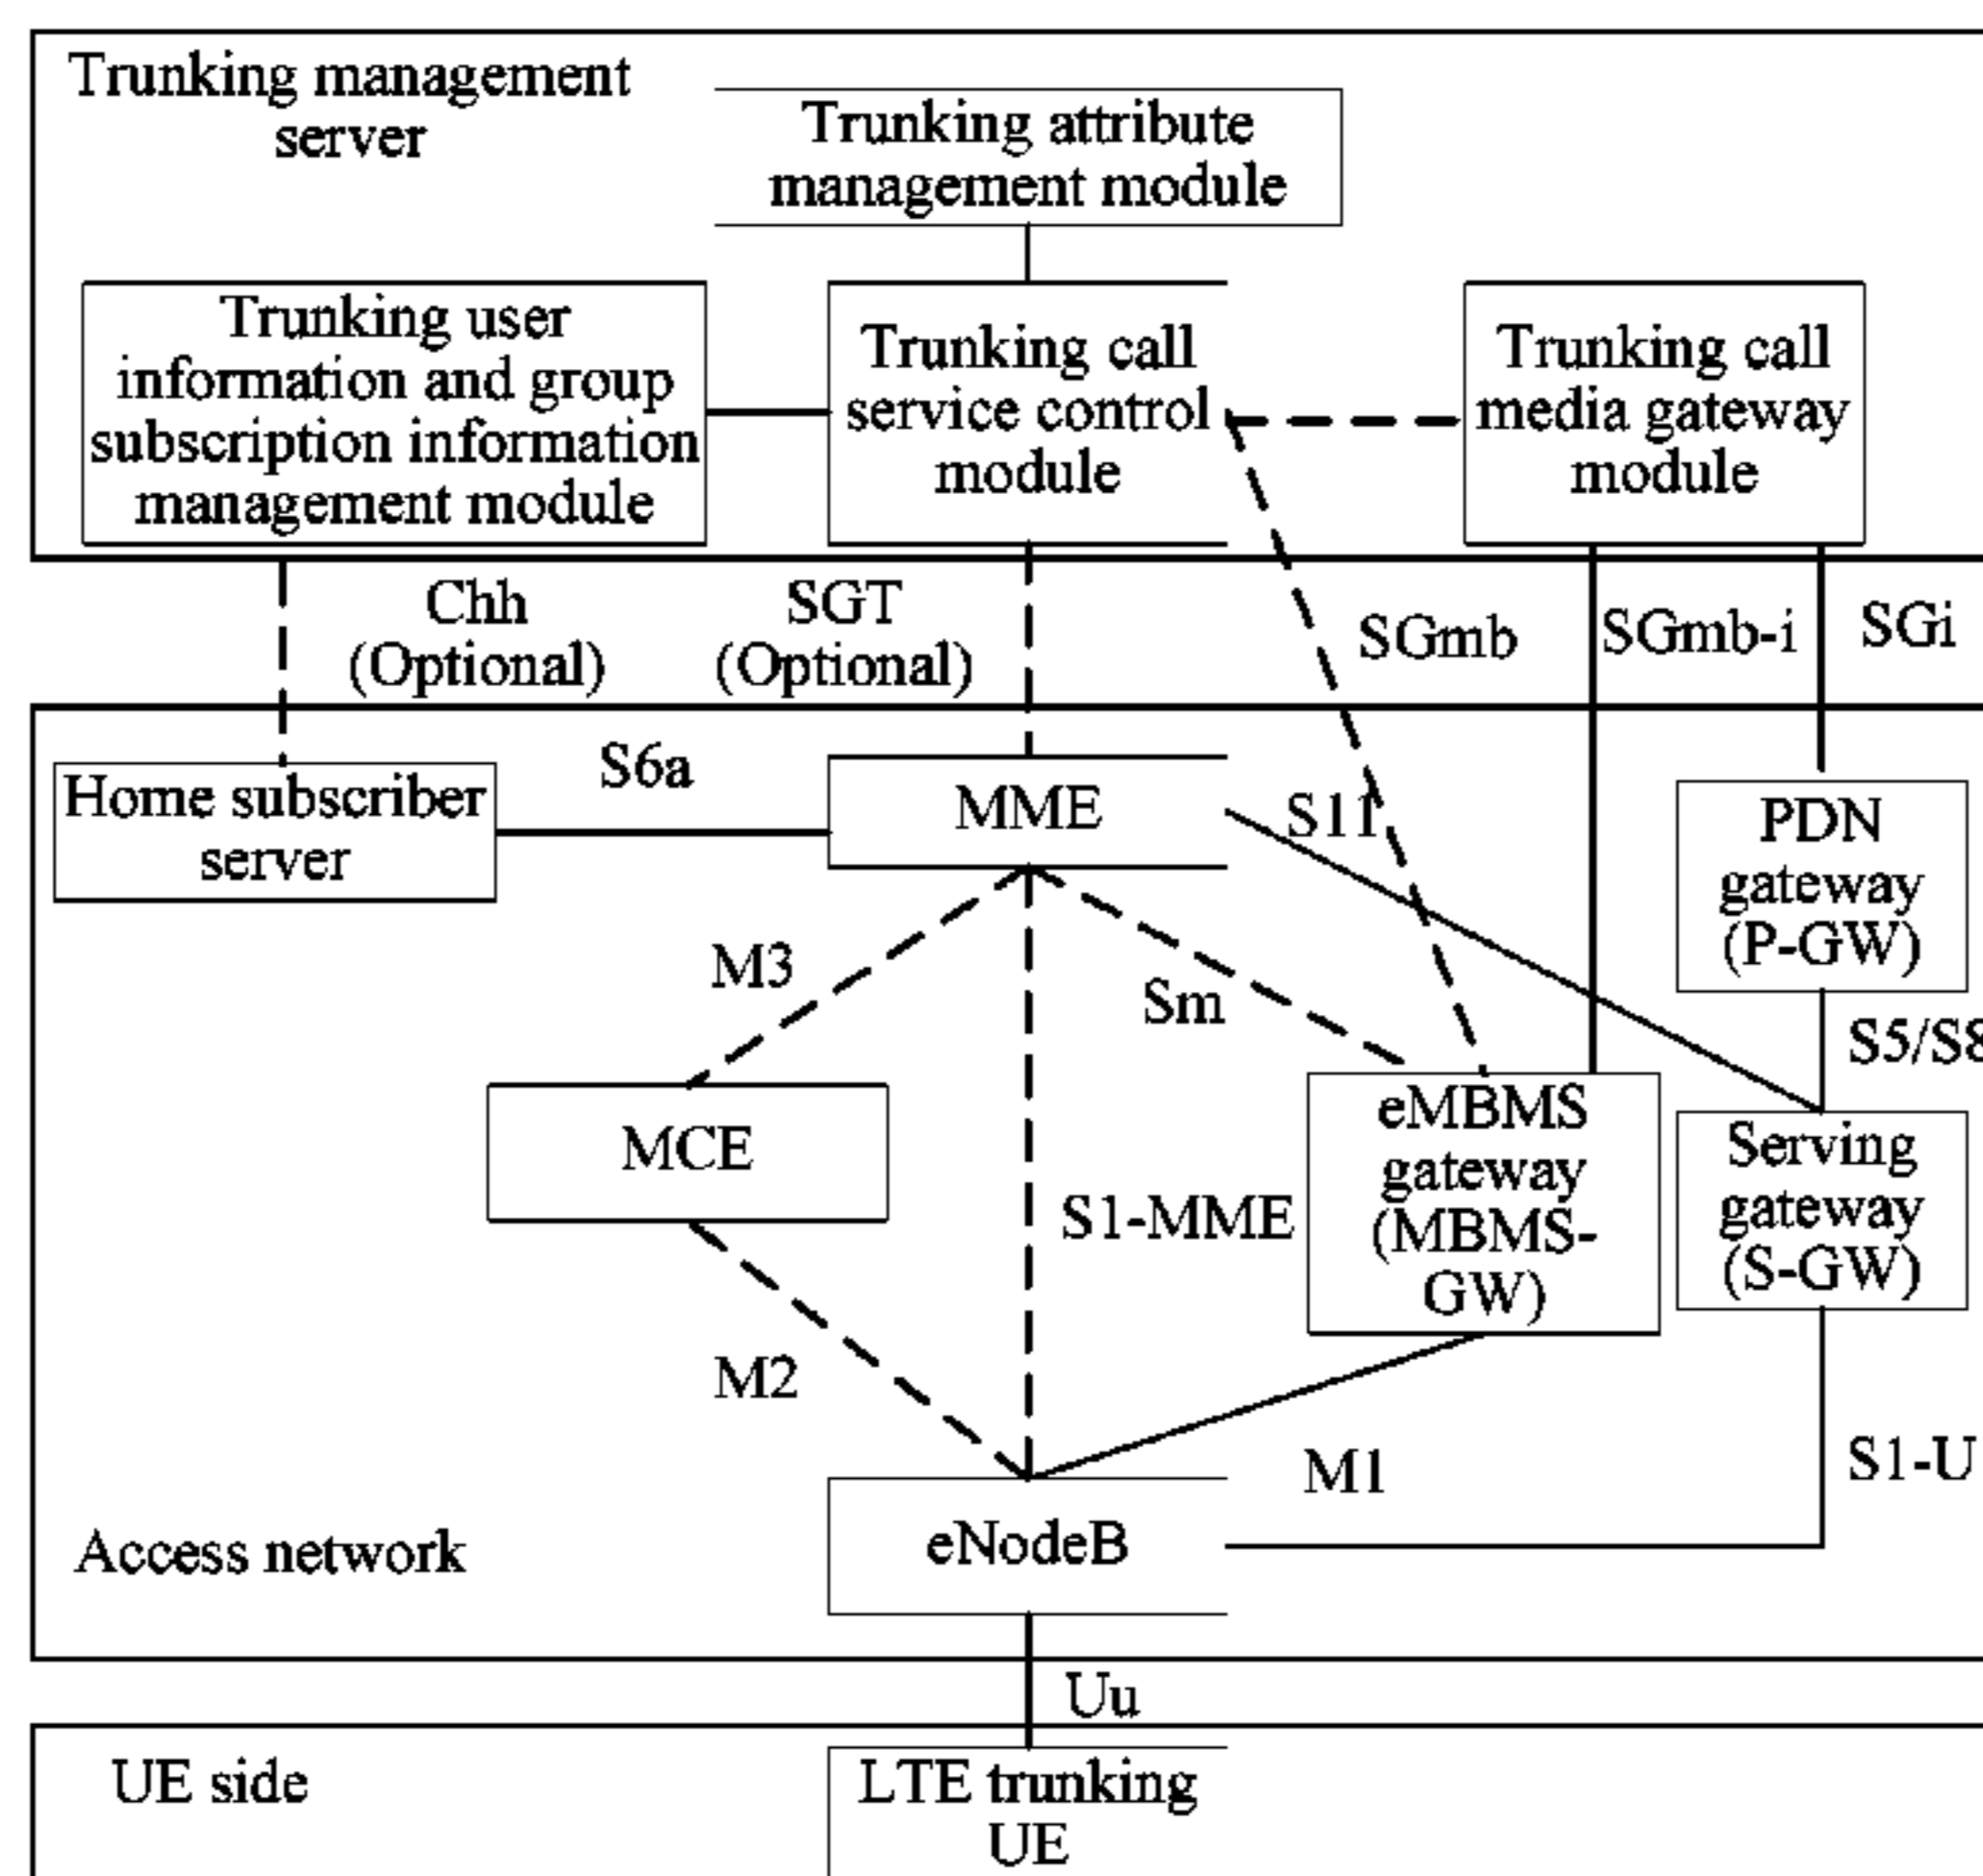 Trunking management
server
Trunking attribute
management module
Trunking user
information and group
subscription information
management module
Trunking call
service control
module
Trunking call
media gateway
module
Chh
(Optional)
SGT
(Optional)
SGmb
SGmb-i
SGi
Home subscriber
server
S6a
MME
S11
PDN
gateway
(P-GW)
M3
Sm
S5/S8
MCE
S1-MME
eMBMS
gateway
(MBMS-
GW)
Serving
gateway
(S-GW)
M2
M1
S1-U
eNodeB
Access network
Uu
UE side
LTE trunking
UE